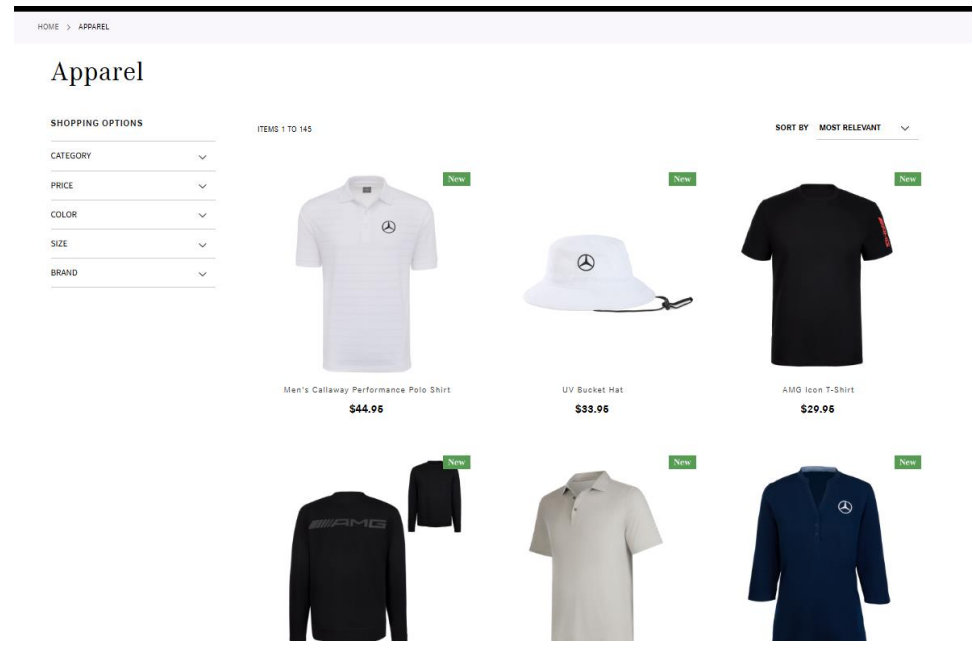 HOME > APPAREL
Apparel
SHOPPING OPTIONS
CATEGORY
PRICE
COLOR
SIZE
BRAND
ITEMS 1 TO 145
SORT BY MOST RELEVANT
New
New
New
Men's Callaway Performance Polo Shirt
$44.95
UV Bucket Hat
$33.95
AMG Icon T-Shirt
$29.95
New
New
New
AMG